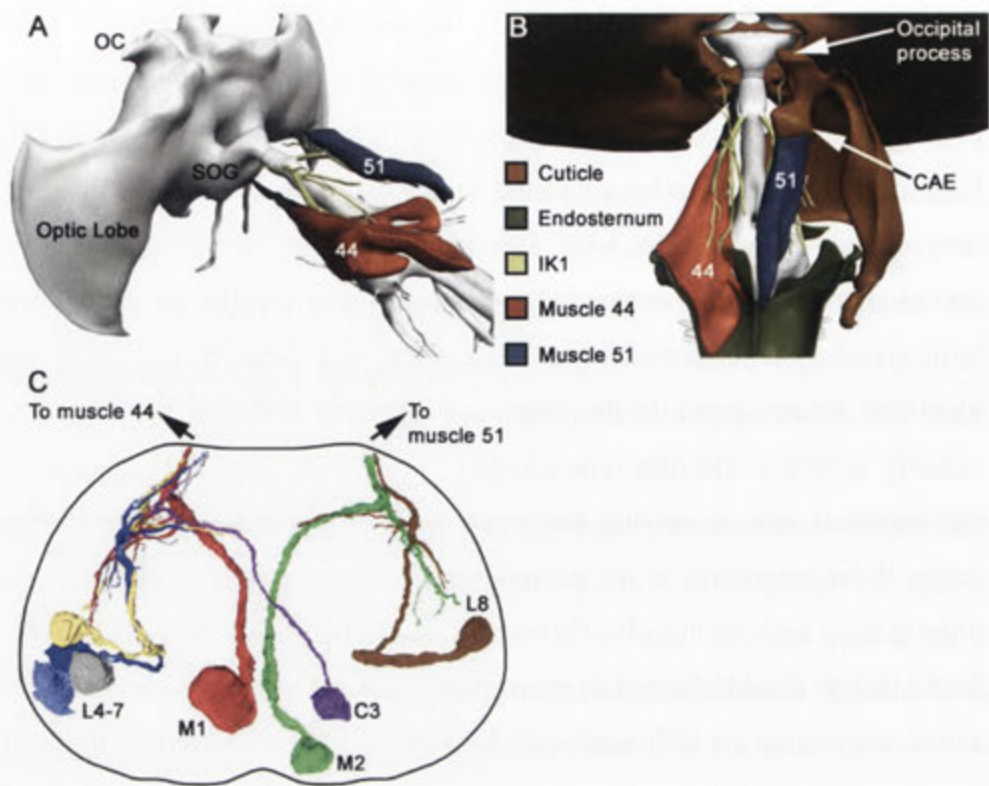 A
OC
SOG
51
Optic Lobe
44
B
Occipital
process
51
CAE
44
Cuticle
Endosternum
IK1
Muscle 44
Muscle 51
C
To muscle 44
To
muscle 51
L8
L4-7
M1
C3
M2